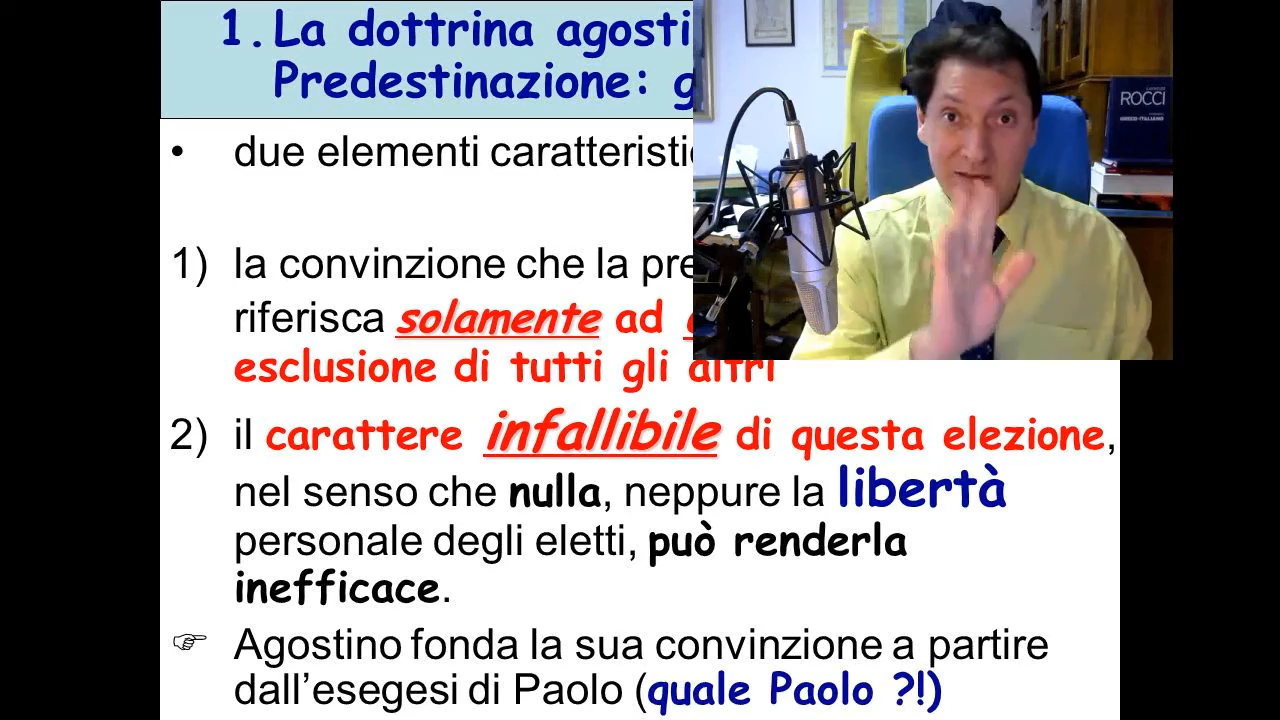 1. La dottrina agosti
Predestinazione: g
• due elementi caratteristi
1) la convinzione che la pre
riferisca solamente ad
esclusione di tutti gli altri
2) il carattere infallibile di questa elezione,
nel senso che nulla, neppure la libertà
personale degli eletti, può renderla
inefficace.
☞ Agostino fonda la sua convinzione a partire
dall’esegesi di Paolo (quale Paolo ?!)
ROCCI
GRECO-ITALIANO